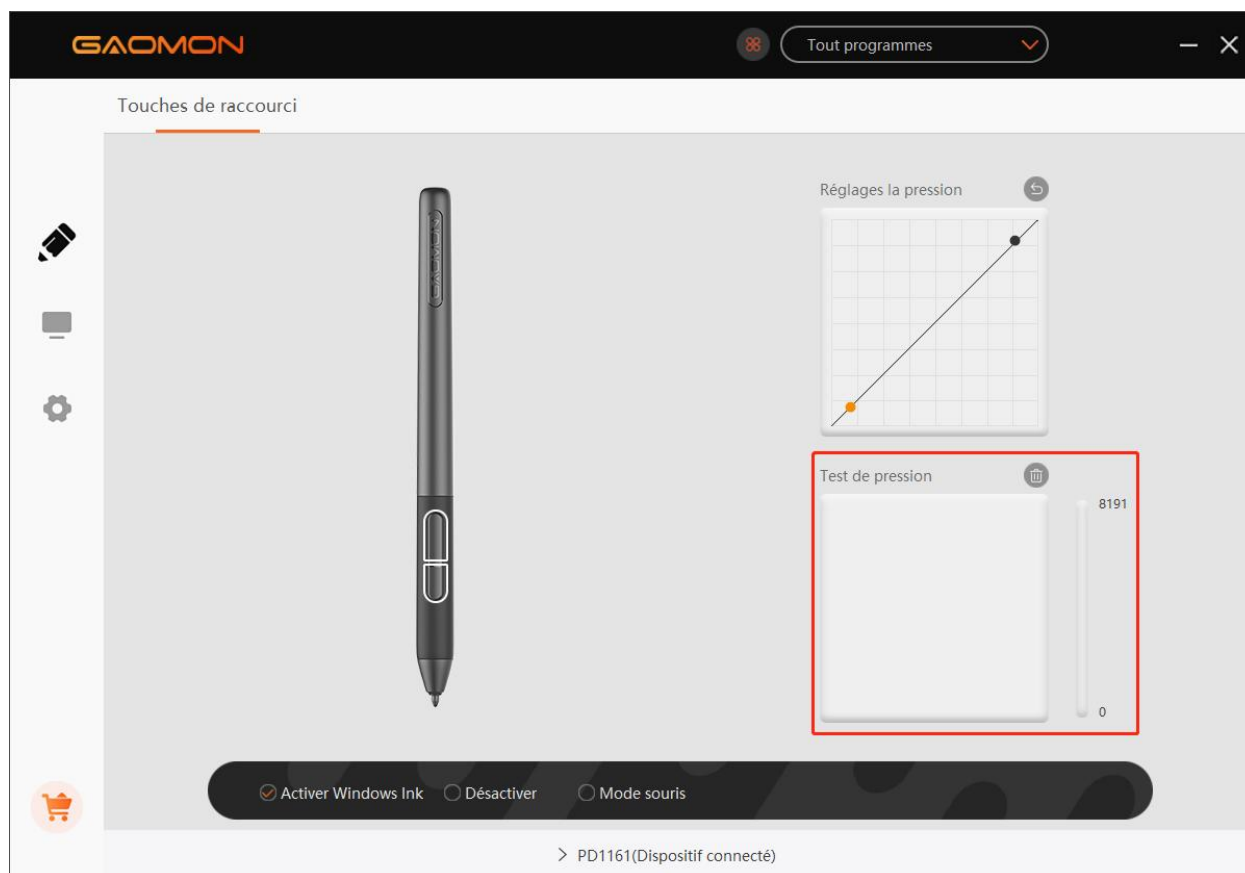 GAOMON
Tout programmes
Touches de raccourci
GAOMON
Réglages la pression
Test de pression
8191
0
Activer Windows Ink Désactiver Mode souris
PD1161(Dispositif connecté)